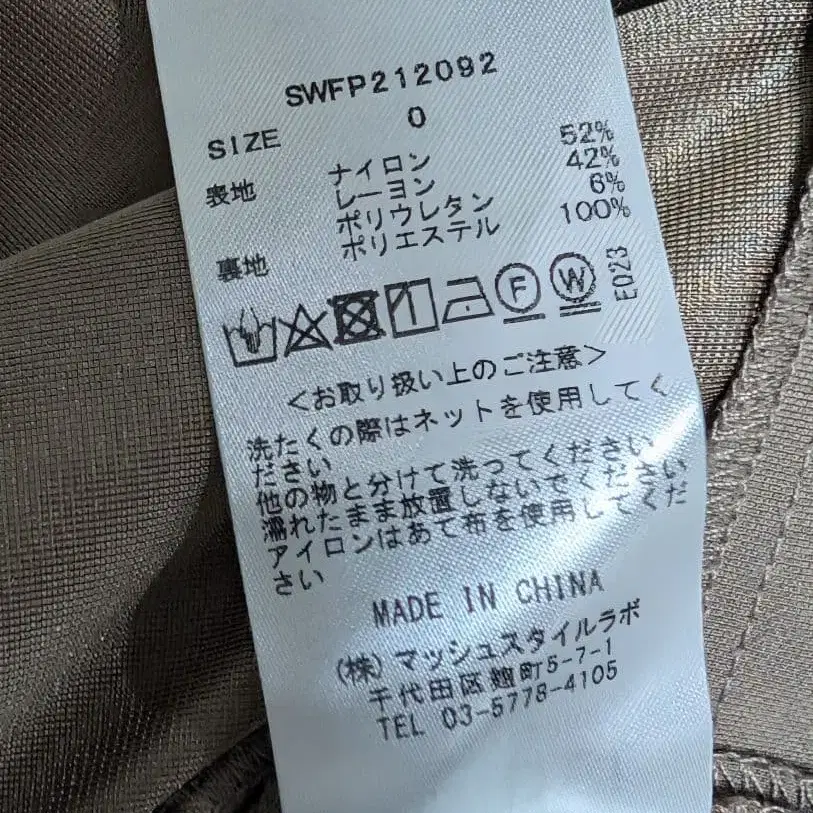 SWFP212092
SIZE 0
表地 ナイロン 52%
レーヨン 42%
ポリウレタン 6%
裏地 ポリエステル 100%
F W E023
<お取り扱い上のご注意>
洗たくの際はネットを使用してく
ださい
他の物と分けて洗ってください
濡れたまま放置しないでください
アイロンはあて布を使用してくだ
さい
MADE IN CHINA
(株)マッシュスタイルラボ
千代田区麹町5-7-1
TEL 03-5778-4105